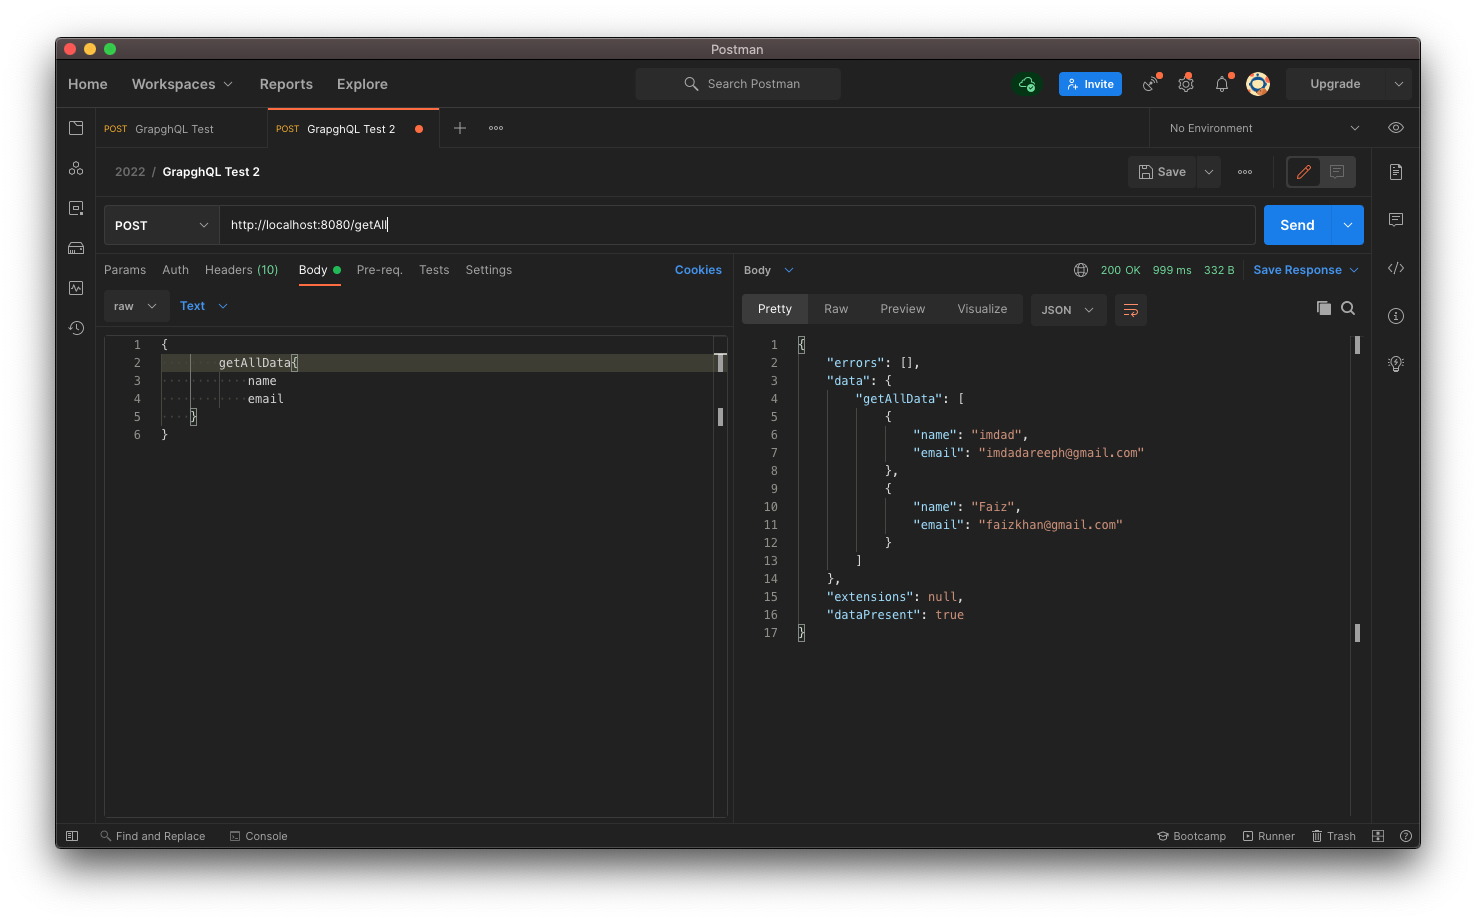 Postman
Home Workspaces Reports Explore Search Postman Invite Upgrade
POST GrapghQL Test POST GrapghQL Test 2 No Environment
2022 / GrapghQL Test 2 Save
POST http://localhost:8080/getAll Send
Params Auth Headers (10) Body Pre-req. Tests Settings Cookies
raw Text
1 {
2 getAllData{
3 name
4 email
5 }
6 }
Body 200 OK 999 ms 332 B Save Response
Pretty Raw Preview Visualize JSON
1 {
2 "errors": [],
3 "data": {
4 "getAllData": [
5 {
6 "name": "imdad",
7 "email": "imdadareeph@gmail.com"
8 },
9 {
10 "name": "Faiz",
11 "email": "faizkhan@gmail.com"
12 }
13 ]
14 },
15 "extensions": null,
16 "dataPresent": true
17 }
Find and Replace Console Bootcamp Runner Trash